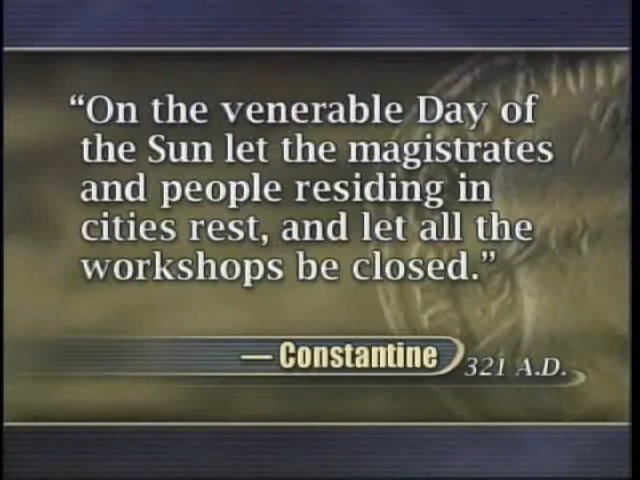 “On the venerable Day of
the Sun let the magistrates
and people residing in
cities rest, and let all the
workshops be closed.”
— Constantine
321 A.D.